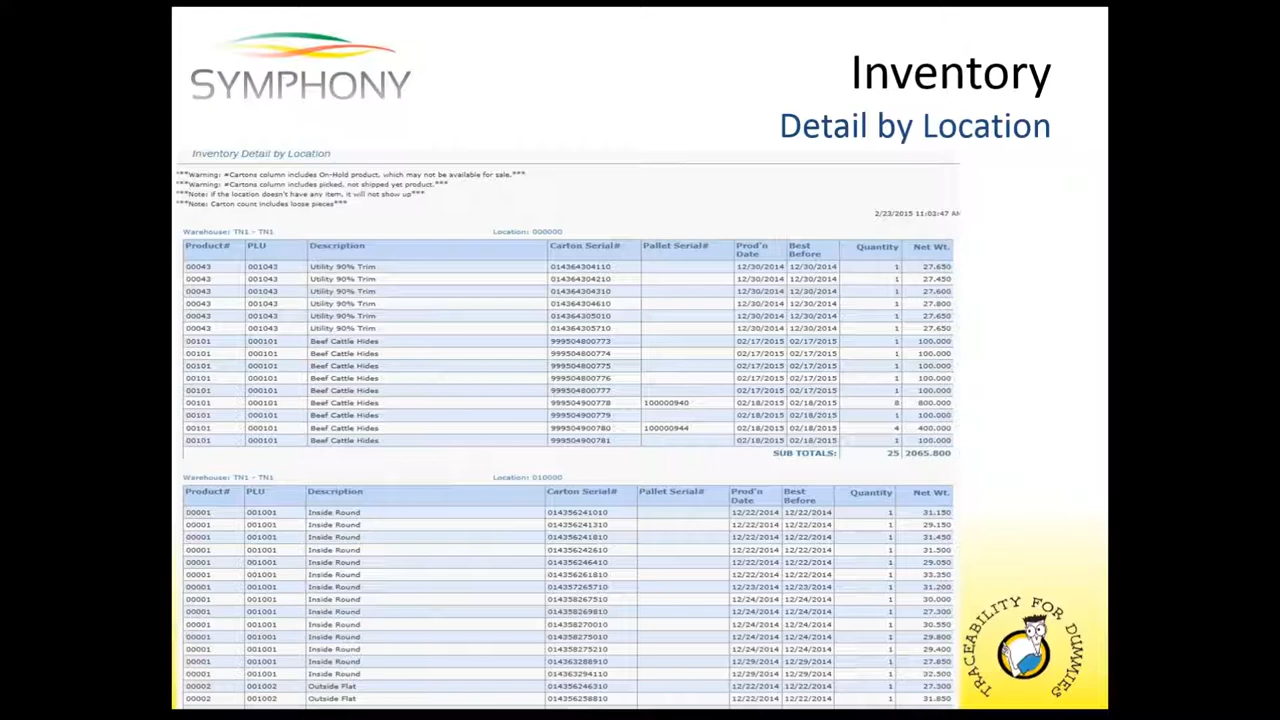 SYMPHONY
Inventory
Detail by Location
Inventory Detail by Location
***Warning: #Cartons column includes On-Hold product, which may not be available for sale.***
***Warning: #Cartons column includes picked, not shipped yet product.***
***Note: if the location doesn't have any item, it will not show up***
***Note: Carton count includes loose pieces***
2/23/2015 11:03:47 AM
Warehouse: TN1 - TN1 Location: 000000
Product# PLU Description Carton Serial# Pallet Serial# Prod'n Date Best Before Quantity Net Wt.
00043 001043 Utility 90% Trim 014364304110 12/30/2014 12/30/2014 1 27.650
00043 001043 Utility 90% Trim 014364304210 12/30/2014 12/30/2014 1 27.450
00043 001043 Utility 90% Trim 014364304310 12/30/2014 12/30/2014 1 27.600
00043 001043 Utility 90% Trim 014364304610 12/30/2014 12/30/2014 1 27.800
00043 001043 Utility 90% Trim 014364305010 12/30/2014 12/30/2014 1 27.650
00043 001043 Utility 90% Trim 014364305710 12/30/2014 12/30/2014 1 27.650
00101 000101 Beef Cattle Hides 999504800773 02/17/2015 02/17/2015 1 100.000
00101 000101 Beef Cattle Hides 999504800774 02/17/2015 02/17/2015 1 100.000
00101 000101 Beef Cattle Hides 999504800775 02/17/2015 02/17/2015 1 100.000
00101 000101 Beef Cattle Hides 999504800776 02/17/2015 02/17/2015 1 100.000
00101 000101 Beef Cattle Hides 999504800777 02/17/2015 02/17/2015 1 100.000
00101 000101 Beef Cattle Hides 999504900778 100000940 02/18/2015 02/18/2015 8 800.000
00101 000101 Beef Cattle Hides 999504900779 02/18/2015 02/18/2015 1 100.000
00101 000101 Beef Cattle Hides 999504900780 100000944 02/18/2015 02/18/2015 4 400.000
00101 000101 Beef Cattle Hides 999504900781 02/18/2015 02/18/2015 1 100.000
SUB TOTALS: 25 2065.800
Warehouse: TN1 - TN1 Location: 010000
Product# PLU Description Carton Serial# Pallet Serial# Prod'n Date Best Before Quantity Net Wt.
00001 001001 Inside Round 014356241010 12/22/2014 12/22/2014 1 31.150
00001 001001 Inside Round 014356241310 12/22/2014 12/22/2014 1 29.150
00001 001001 Inside Round 014356241810 12/22/2014 12/22/2014 1 31.450
00001 001001 Inside Round 014356242610 12/22/2014 12/22/2014 1 31.500
00001 001001 Inside Round 014356246410 12/22/2014 12/22/2014 1 29.050
00001 001001 Inside Round 014356261810 12/22/2014 12/22/2014 1 33.350
00001 001001 Inside Round 014357265710 12/23/2014 12/23/2014 1 31.200
00001 001001 Inside Round 014358267510 12/24/2014 12/24/2014 1 30.000
00001 001001 Inside Round 014358269810 12/24/2014 12/24/2014 1 27.300
00001 001001 Inside Round 014358270010 12/24/2014 12/24/2014 1 30.550
00001 001001 Inside Round 014358275010 12/24/2014 12/24/2014 1 29.800
00001 001001 Inside Round 014358275210 12/24/2014 12/24/2014 1 29.400
00001 001001 Inside Round 014363288910 12/29/2014 12/29/2014 1 27.850
00001 001001 Inside Round 014363294110 12/29/2014 12/29/2014 1 32.500
00002 001002 Outside Flat 014356246310 12/22/2014 12/22/2014 1 27.300
00002 001002 Outside Flat 014356258810 12/22/2014 12/22/2014 1 31.850
TRACEABILITY FOR DUMMIES